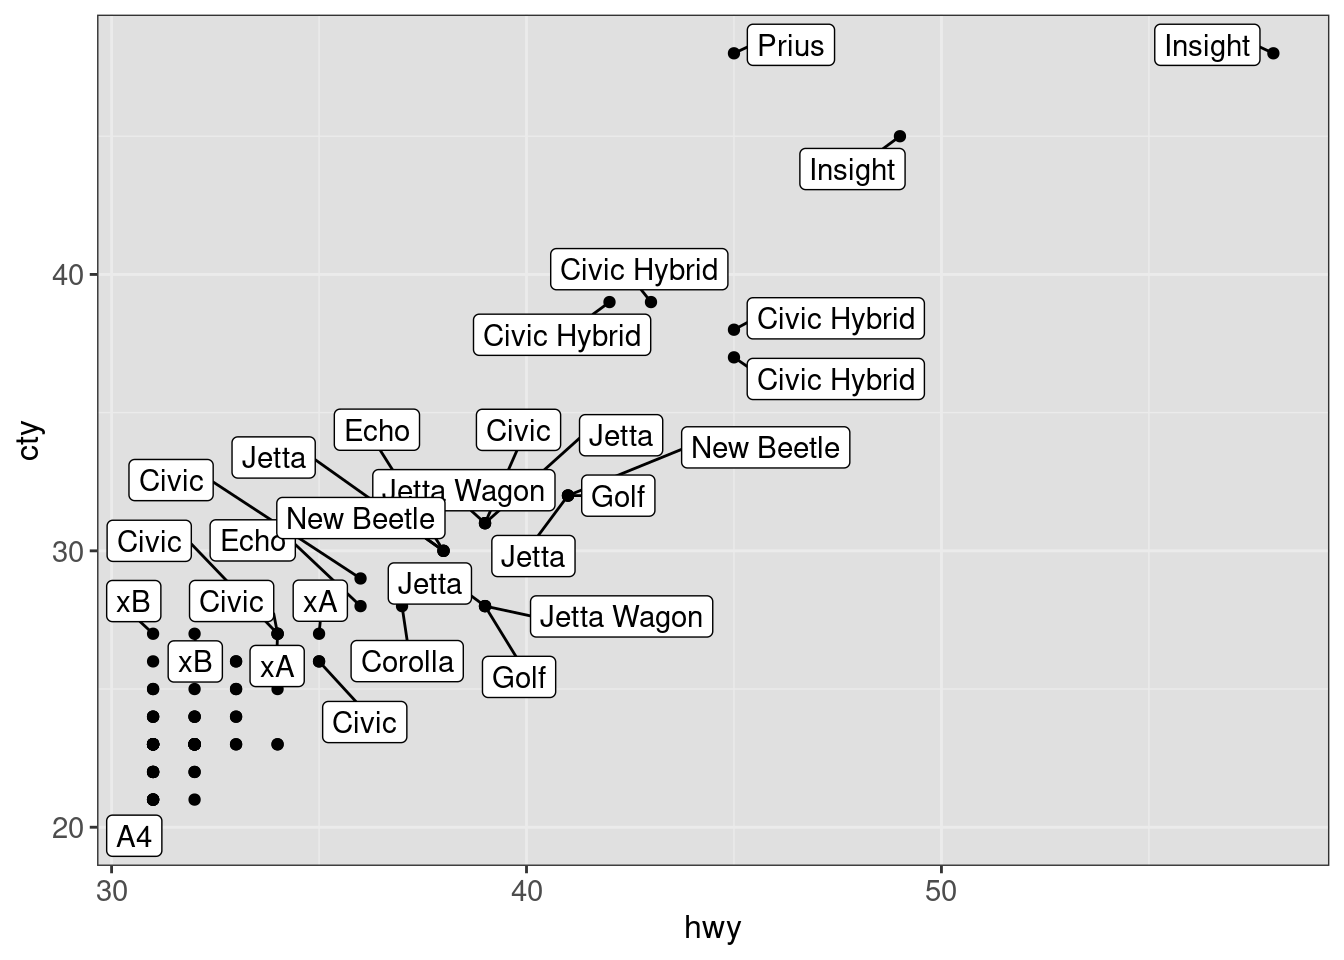 Prius
Insight
Insight
40
Civic Hybrid
Civic Hybrid
Civic Hybrid
Civic Hybrid
cty
Echo
Civic
Jetta
New Beetle
Jetta
Civic
Jetta Wagon
Golf
New Beetle
Civic
Echo
30
Jetta
Jetta
xB
Civic
xA
Jetta Wagon
xB
xA
Corolla
Golf
Civic
20
A4
30
40
50
hwy